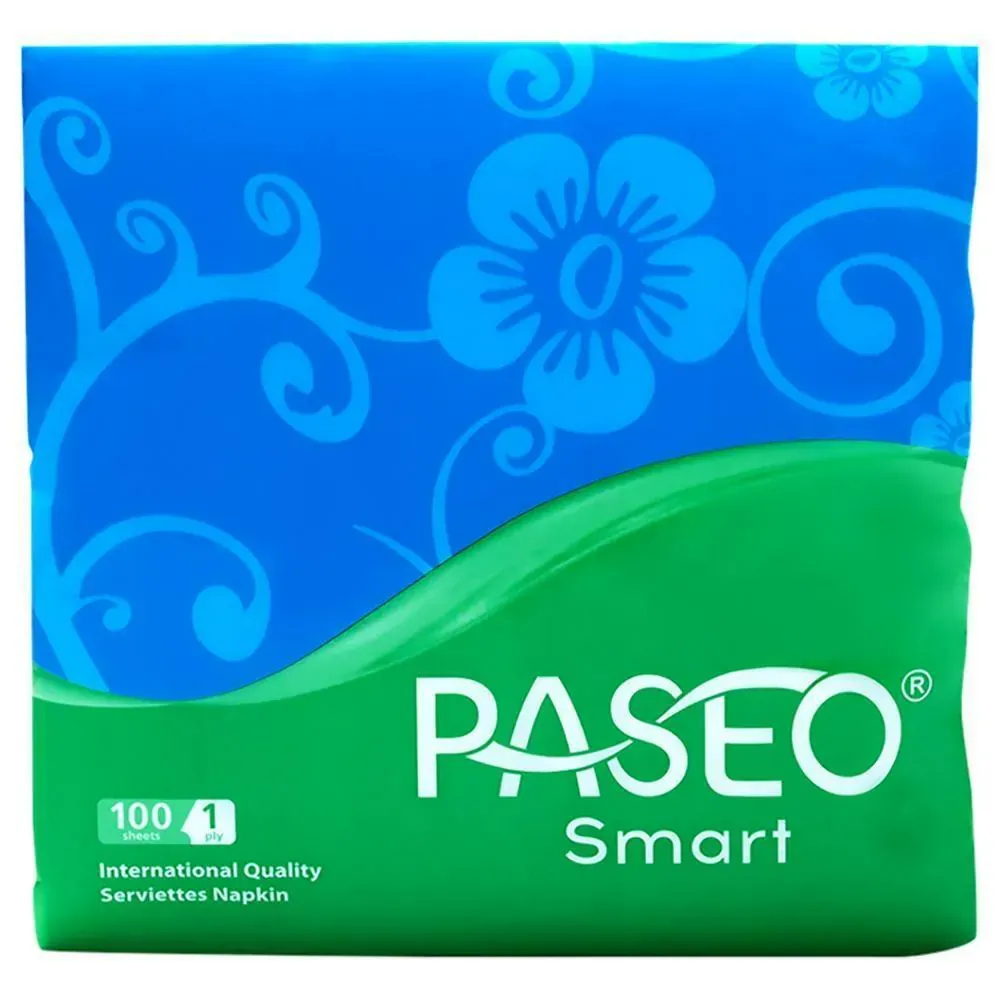 PASEO®
Smart
100 sheets 1 ply
International Quality
Serviettes Napkin